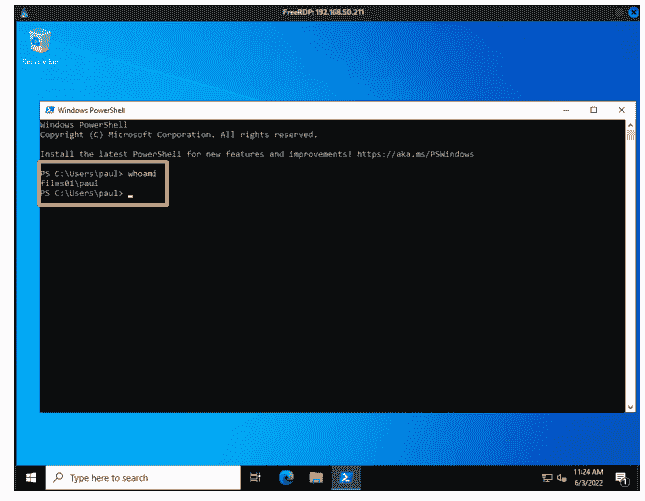 FreeRDP: 192.168.50.211
Windows PowerShell
Windows PowerShell
Copyright (C) Microsoft Corporation. All rights reserved.
Install the latest PowerShell for new features and improvements! https://aka.ms/PSWindows
PS C:\Users\paul> whoami
files01\paul
PS C:\Users\paul>
Type here to search
11:24 AM
6/3/2022